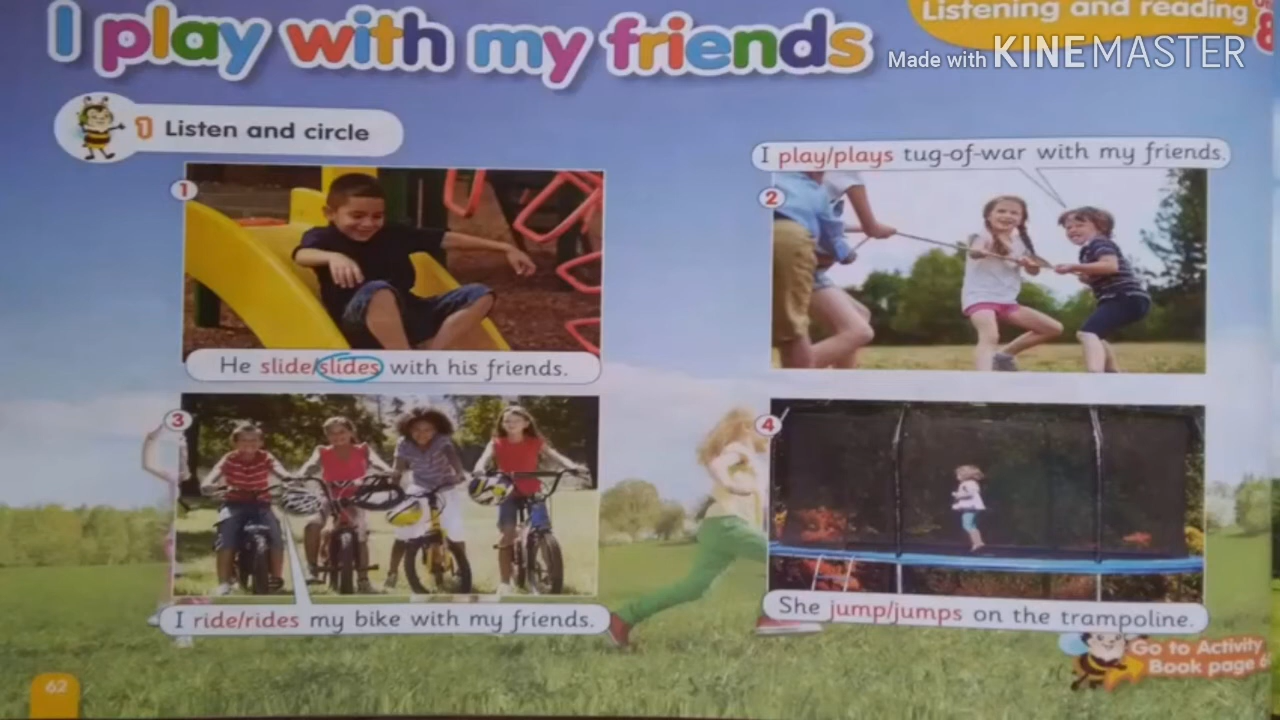 I play with my friends
Listening and reading
8
Made with KINEMASTER
1 Listen and circle
1
He slide/slides with his friends.
I play/plays tug-of-war with my friends.
2
3
I ride/rides my bike with my friends.
4
She jump/jumps on the trampoline.
Go to Activity
Book page 6
62